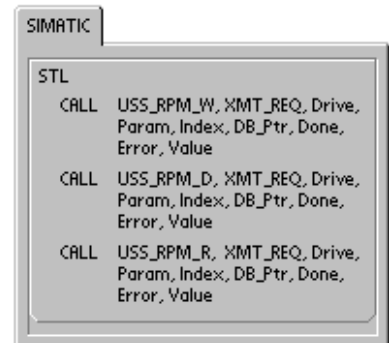 SIMATIC
STL
CALL USS_RPM_W, XMT_REQ, Drive,
Param, Index, DB_Ptr, Done,
Error, Value
CALL USS_RPM_D, XMT_REQ, Drive,
Param, Index, DB_Ptr, Done,
Error, Value
CALL USS_RPM_R, XMT_REQ, Drive,
Param, Index, DB_Ptr, Done,
Error, Value